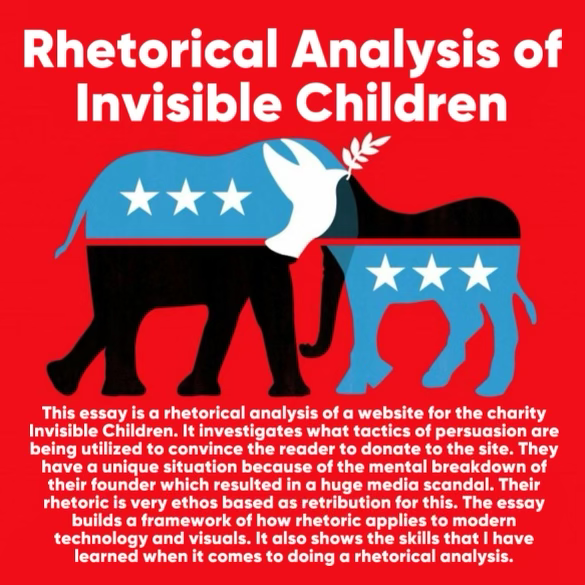 Rhetorical Analysis of
Invisible Children
This essay is a rhetorical analysis of a website for the charity
Invisible Children. It investigates what tactics of persuasion are
being utilized to convince the reader to donate to the site. They
have a unique situation because of the mental breakdown of
their founder which resulted in a huge media scandal. Their
rhetoric is very ethos based as retribution for this. The essay
builds a framework of how rhetoric applies to modern
technology and visuals. It also shows the skills that I have
learned when it comes to doing a rhetorical analysis.